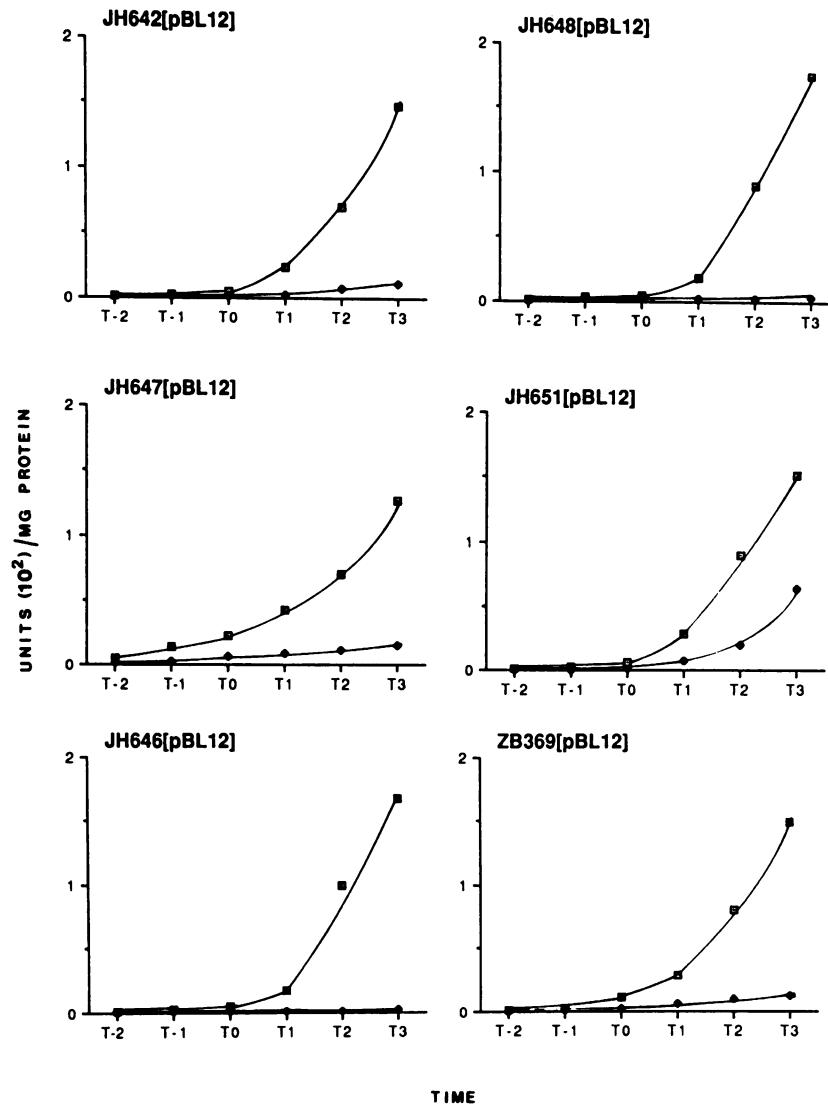 JH642[pBL12]
2
1
0
T-2 T-1 T0 T1 T2 T3
JH648[pBL12]
2
1
0
T-2 T-1 T0 T1 T2 T3
UNITS (10²)/MG PROTEIN
JH647[pBL12]
2
1
0
T-2 T-1 T0 T1 T2 T3
JH651[pBL12]
2
1
0
T-2 T-1 T0 T1 T2 T3
JH646[pBL12]
2
1
0
T-2 T-1 T0 T1 T2 T3
ZB369[pBL12]
2
1
0
T-2 T-1 T0 T1 T2 T3
TIME